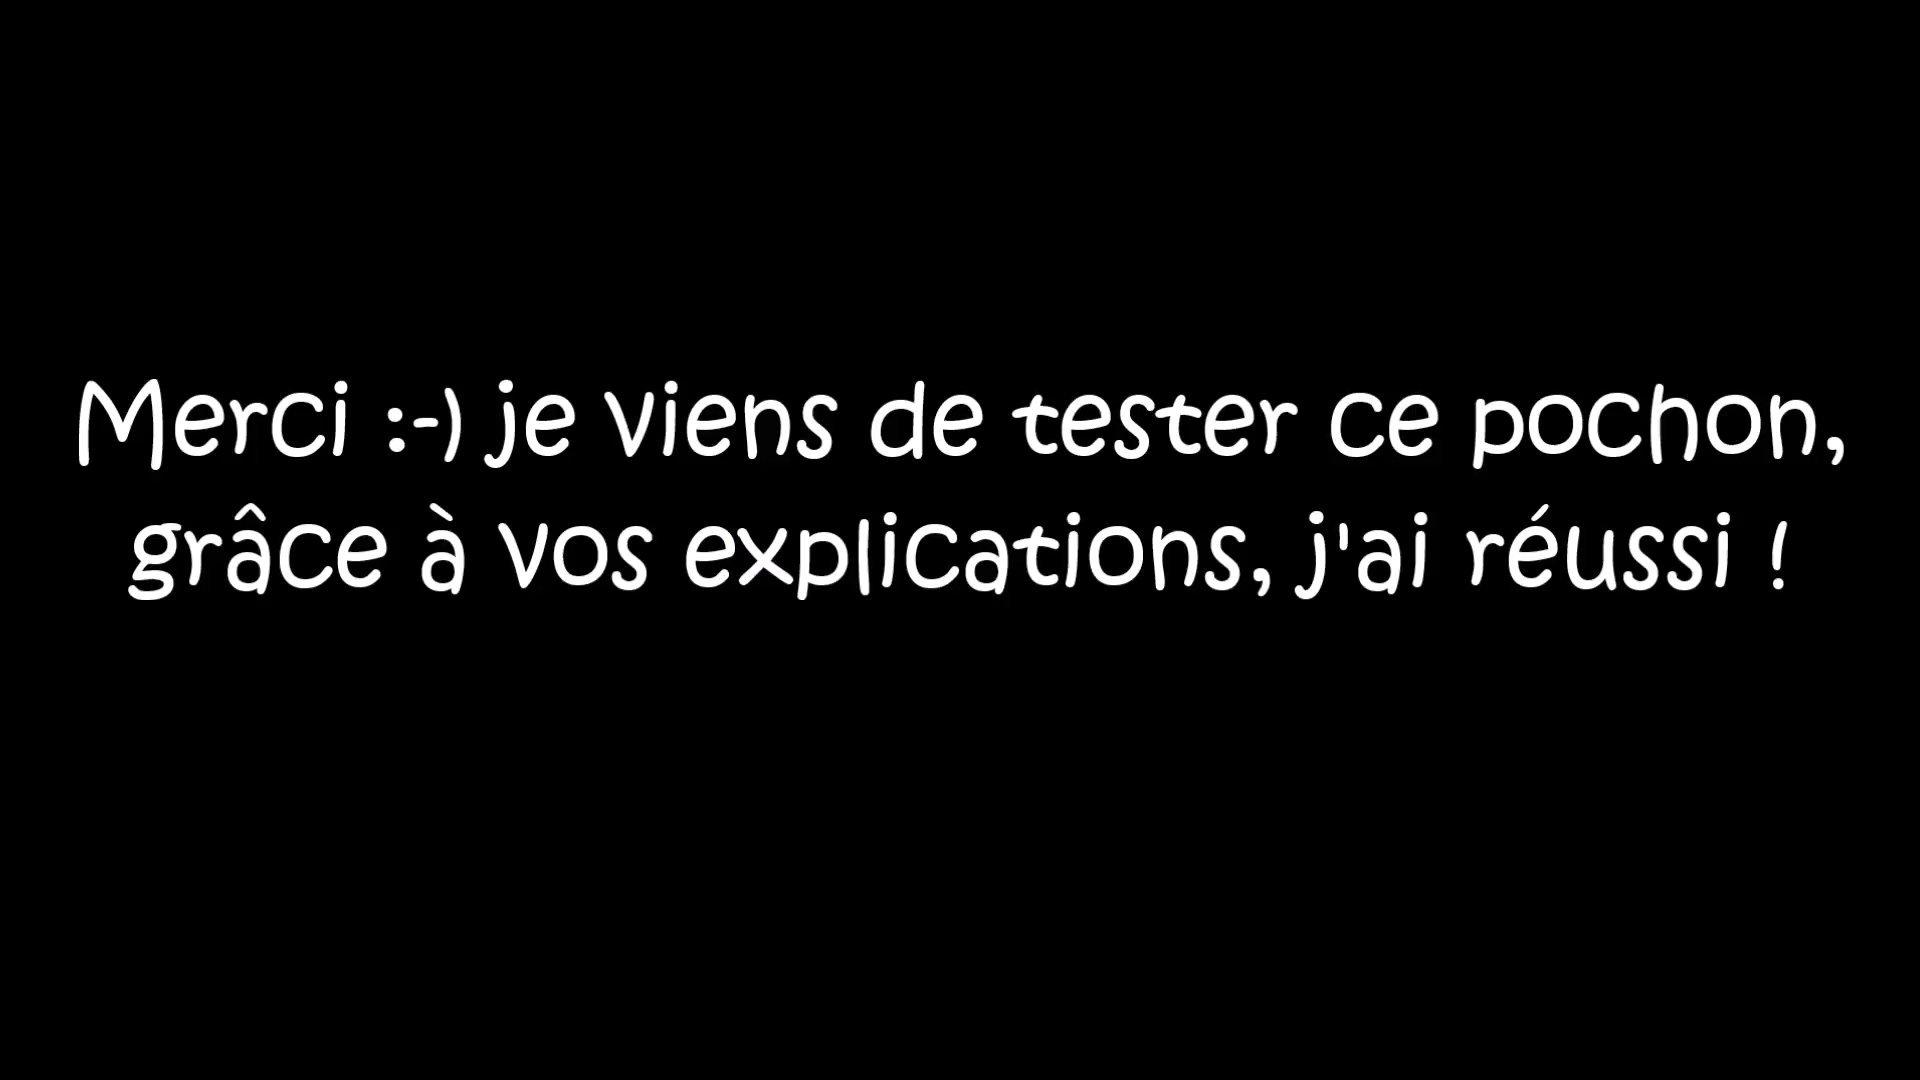 Merci :-) je viens de tester ce pochon,
grâce à vos explications, j'ai réussi !